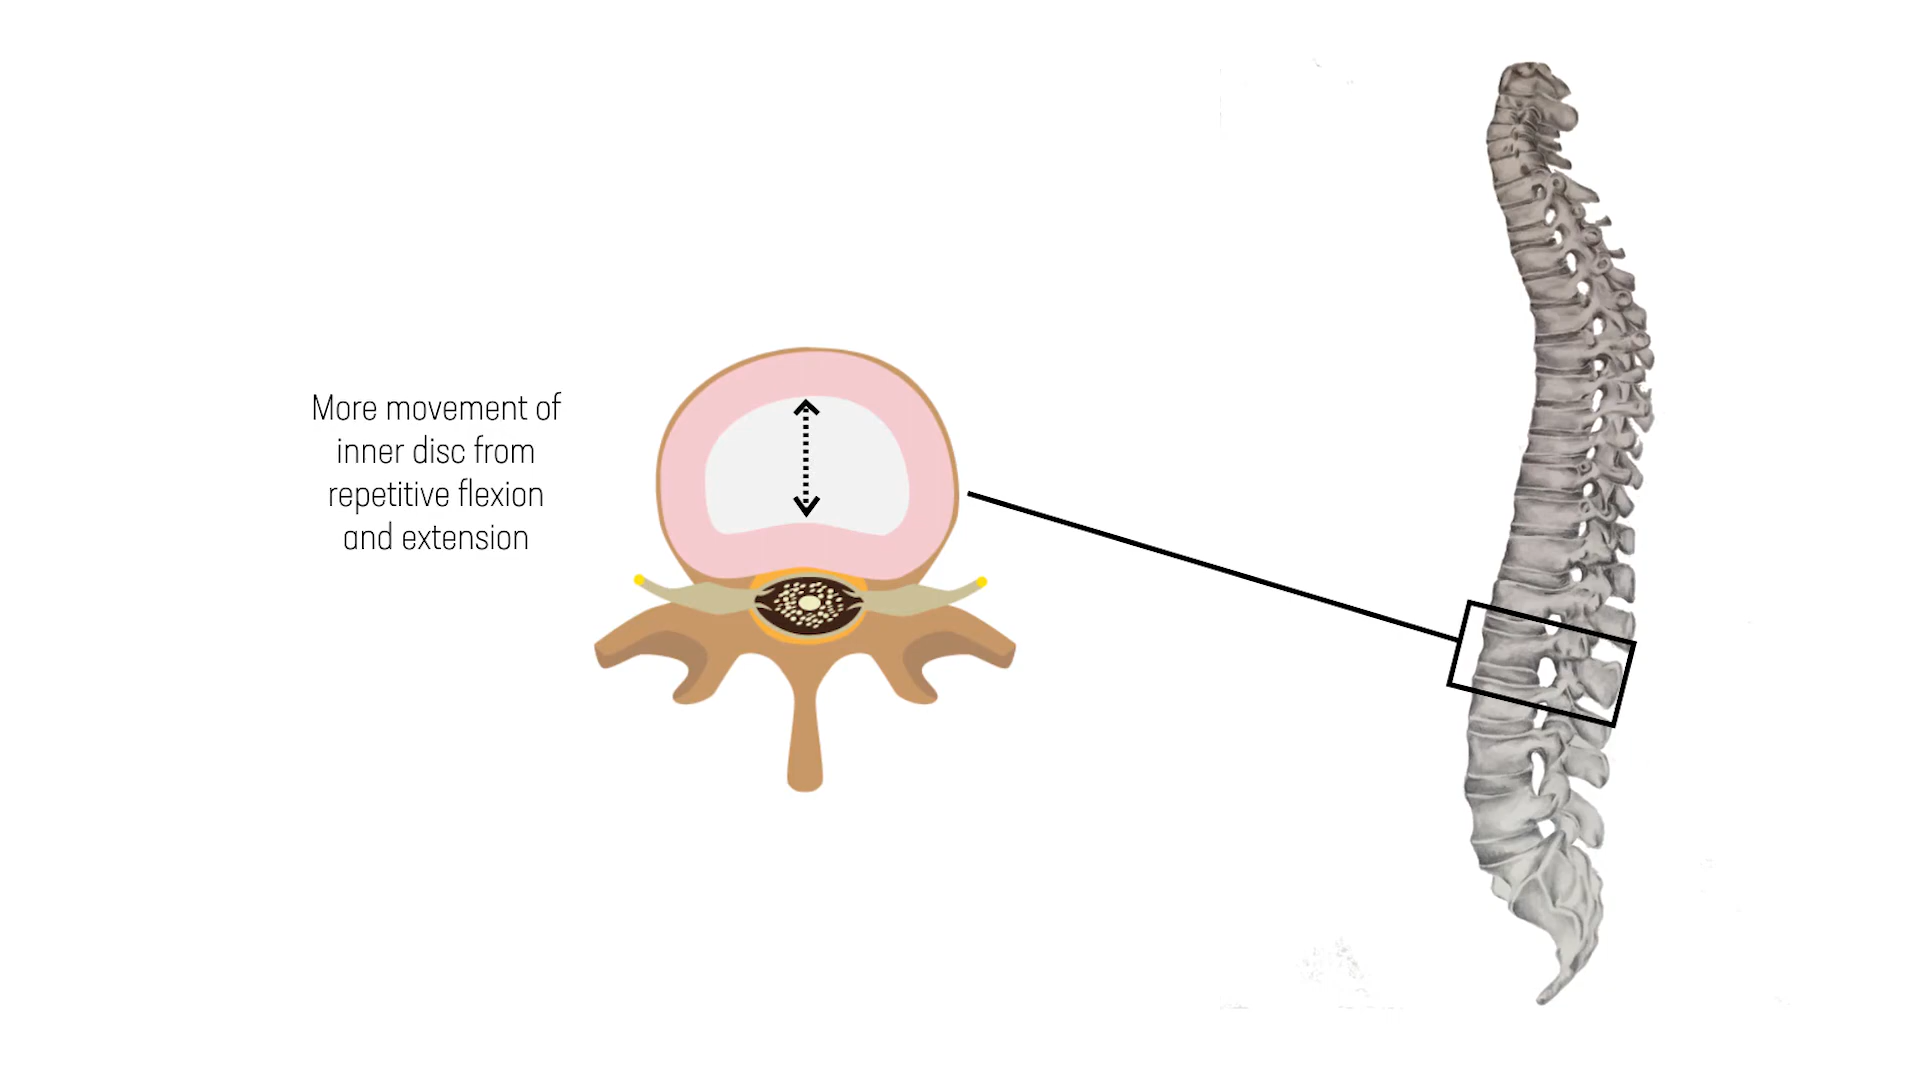 More movement of
inner disc from
repetitive flexion
and extension